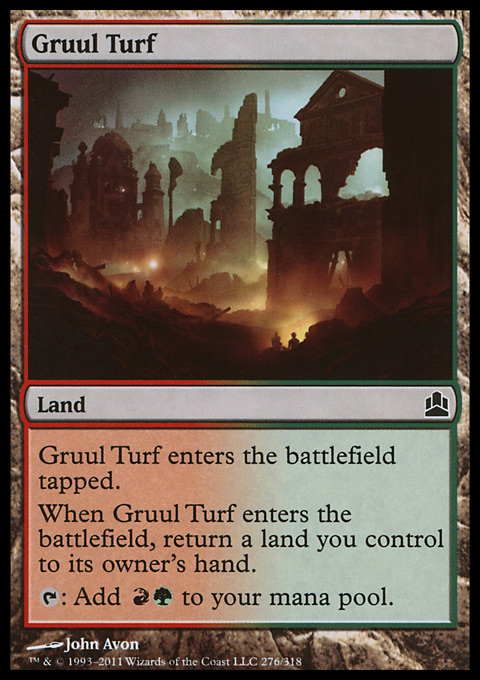 Gruul Turf
Land
Gruul Turf enters the battlefield
tapped.
When Gruul Turf enters the
battlefield, return a land you control
to its owner's hand.
: Add to your mana pool.
John Avon
™ & © 1993–2011 Wizards of the Coast LLC 276/318